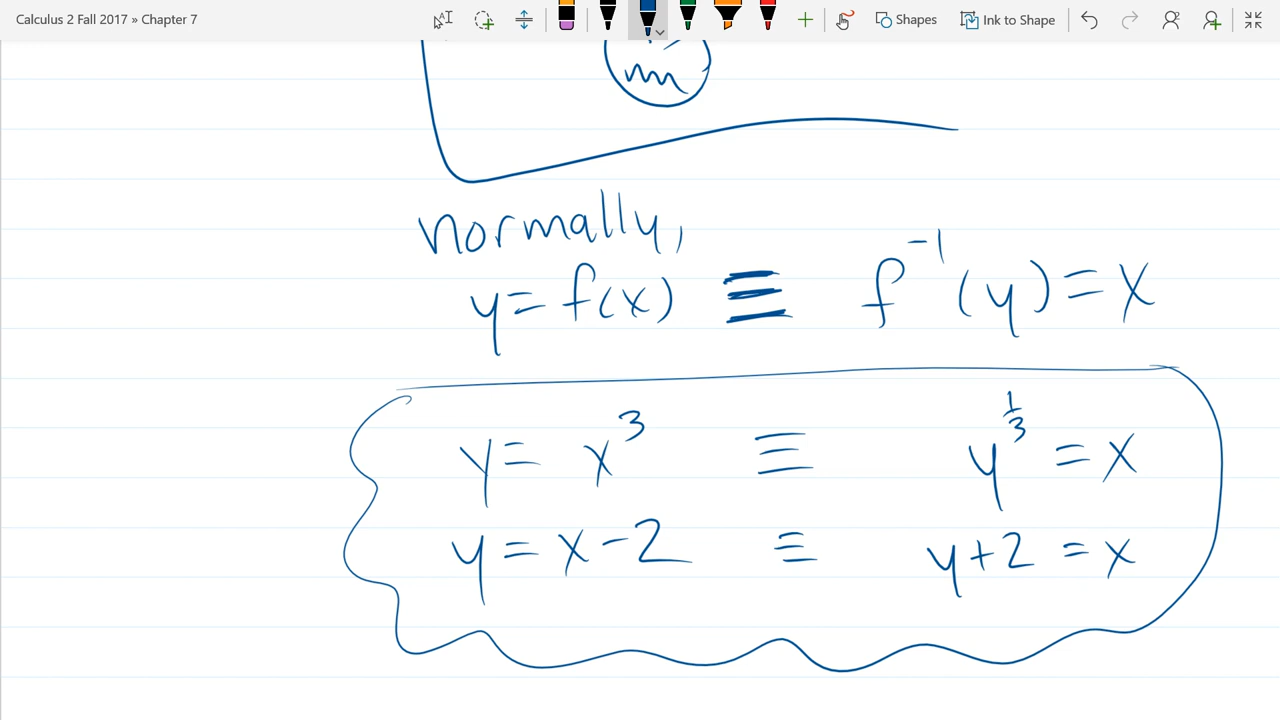 Calculus 2 Fall 2017 » Chapter 7
Shapes
Ink to Shape
normally,
y = f(x) ≡ f⁻¹(y) = x
y = x³ ≡ y^(1/3) = x
y = x - 2 ≡ y + 2 = x